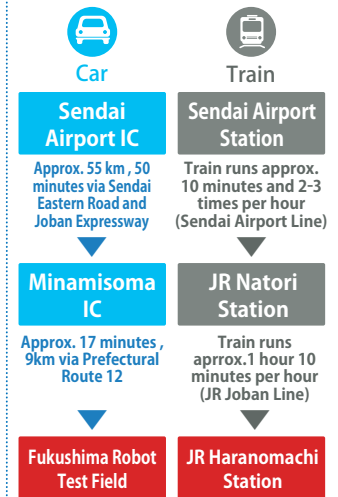 Car
Sendai
Airport IC
Approx. 55 km , 50
minutes via Sendai
Eastern Road and
Joban Expressway
Minamisoma
IC
Approx. 17 minutes ,
9km via Prefectural
Route 12
Fukushima Robot
Test Field
Train
Sendai Airport
Station
Train runs approx.
10 minutes and 2-3
times per hour
(Sendai Airport Line)
JR Natori
Station
Train runs
aprrox.1 hour 10
minutes per hour
(JR Joban Line)
JR Haranomachi
Station